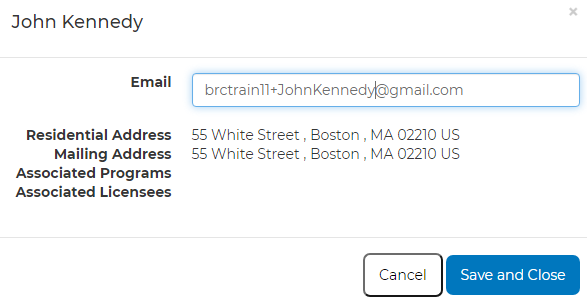 John Kennedy
×
Email
brctrain11+JohnKennedy@gmail.com
Residential Address 55 White Street , Boston , MA 02210 US
Mailing Address 55 White Street , Boston , MA 02210 US
Associated Programs
Associated Licensees
Cancel Save and Close